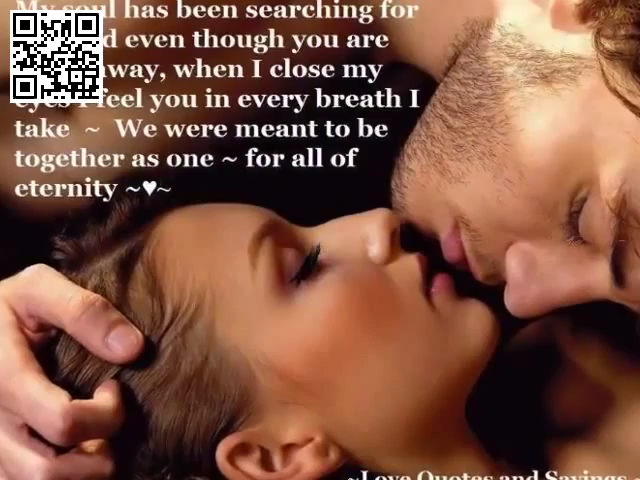 My soul has been searching for
d even though you are
away, when I close my
eyes I feel you in every breath I
take ~ We were meant to be
together as one ~ for all of
eternity ~♥~
~Love Quotes and Sayings